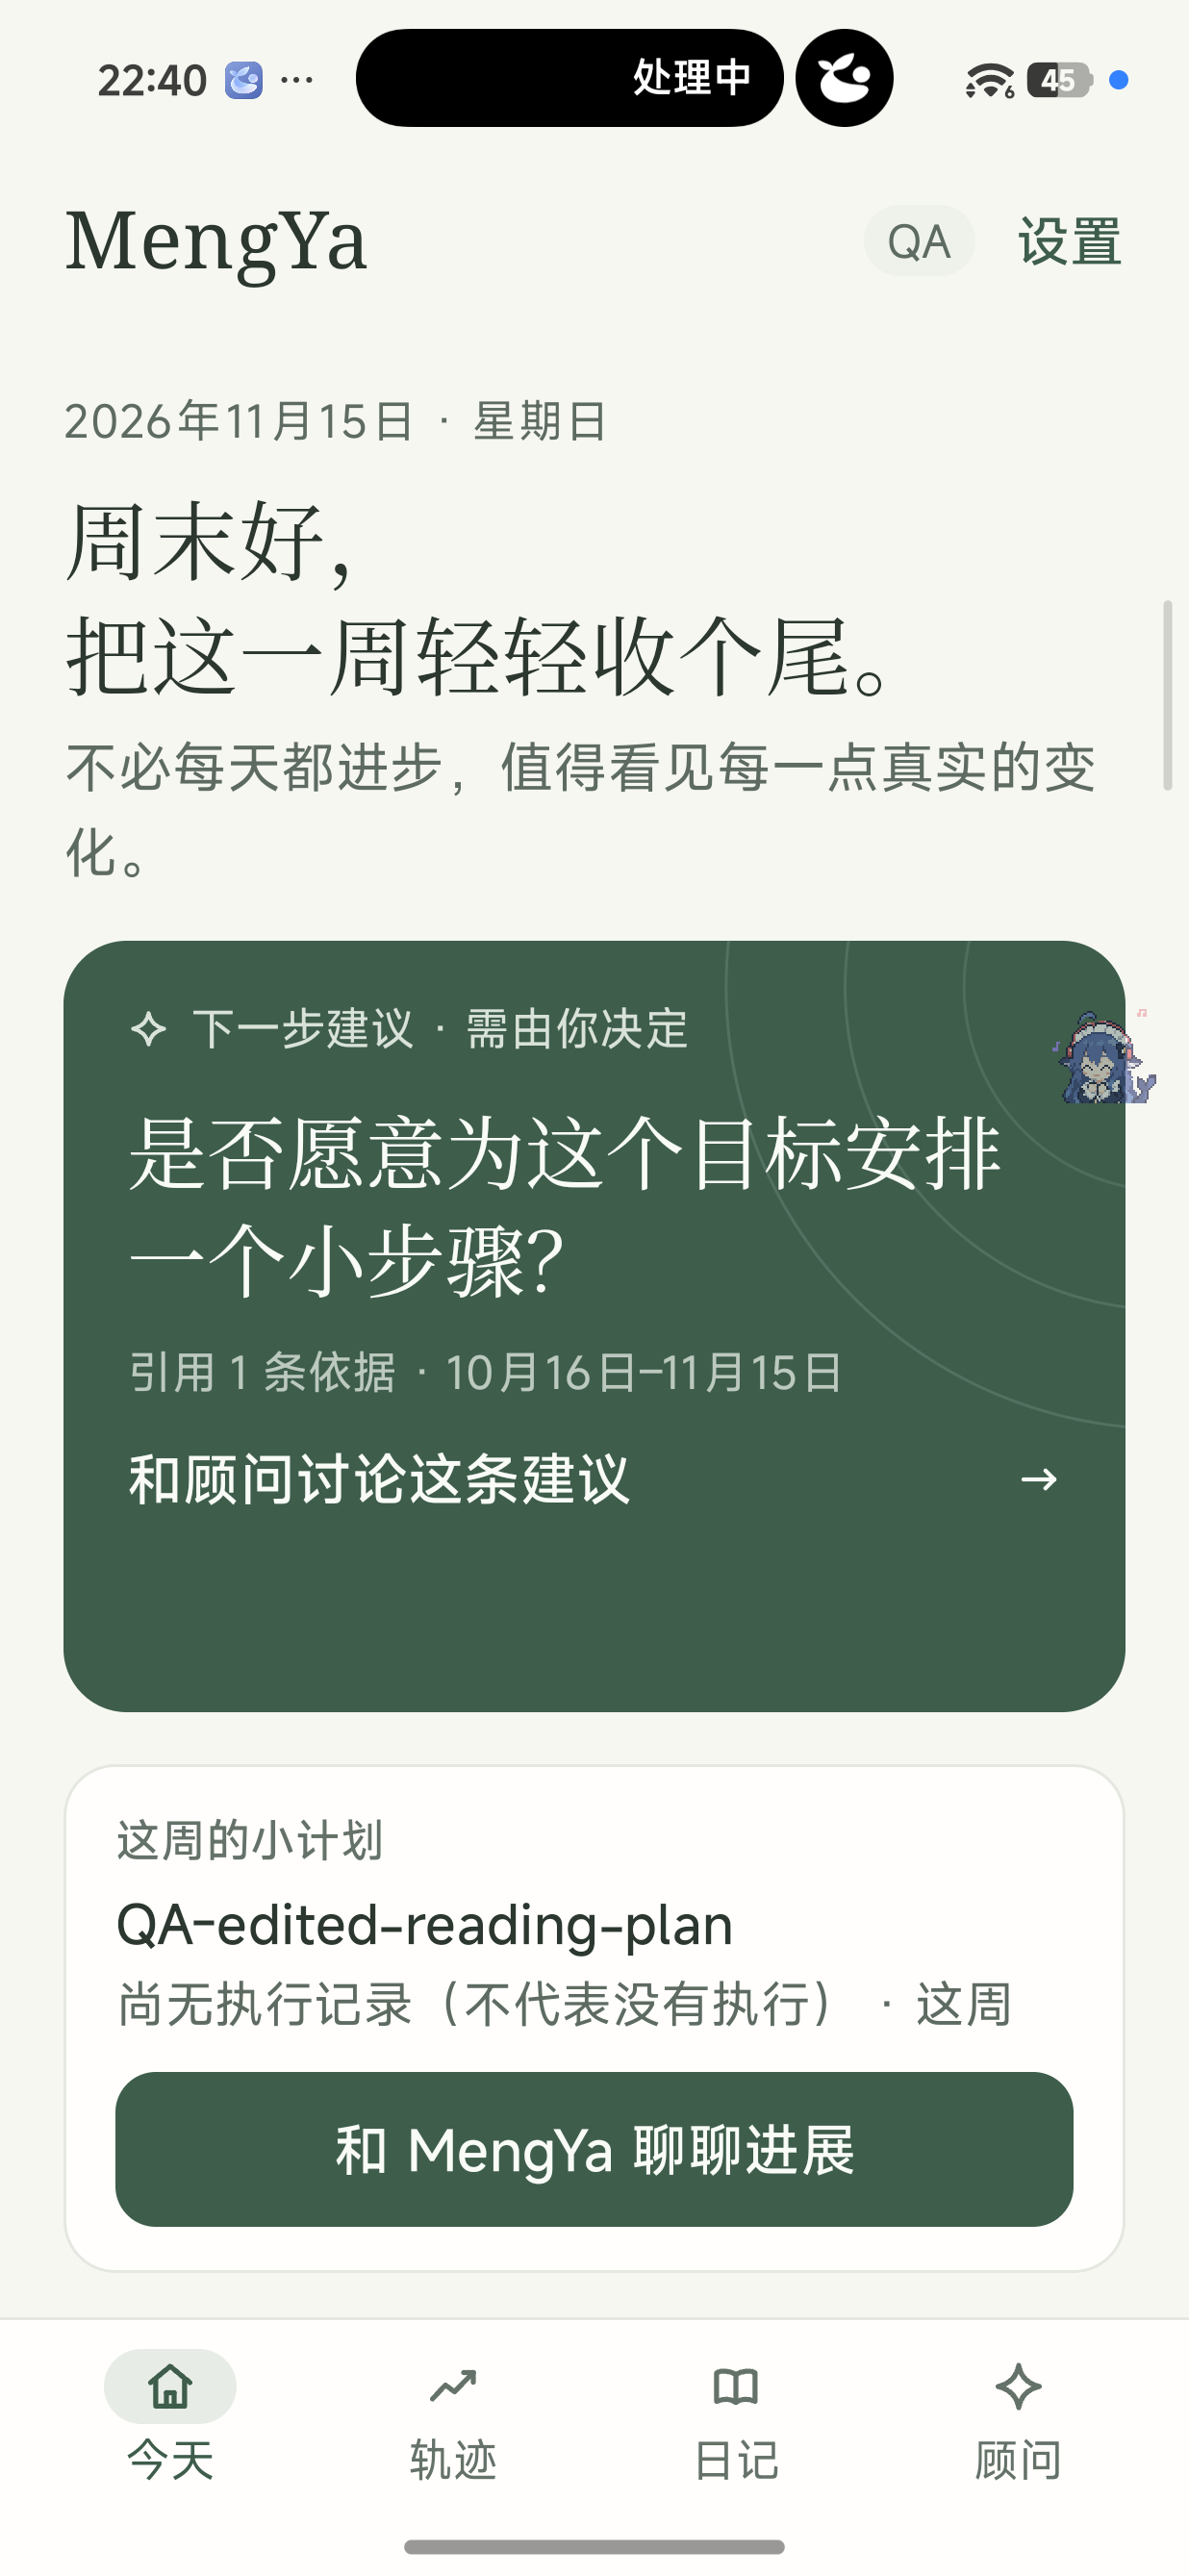 22:40 ··· 处理中 6 45
MengYa
QA 设置
2026年11月15日 · 星期日
周末好，
把这一周轻轻收个尾。
不必每天都进步，值得看见每一点真实的变
化。
下一步建议 · 需由你决定
是否愿意为这个目标安排
一个小步骤？
引用 1 条依据 · 10月16日–11月15日
和顾问讨论这条建议 →
这周的小计划
QA-edited-reading-plan
尚无执行记录（不代表没有执行） · 这周
和 MengYa 聊聊进展
今天 轨迹 日记 顾问